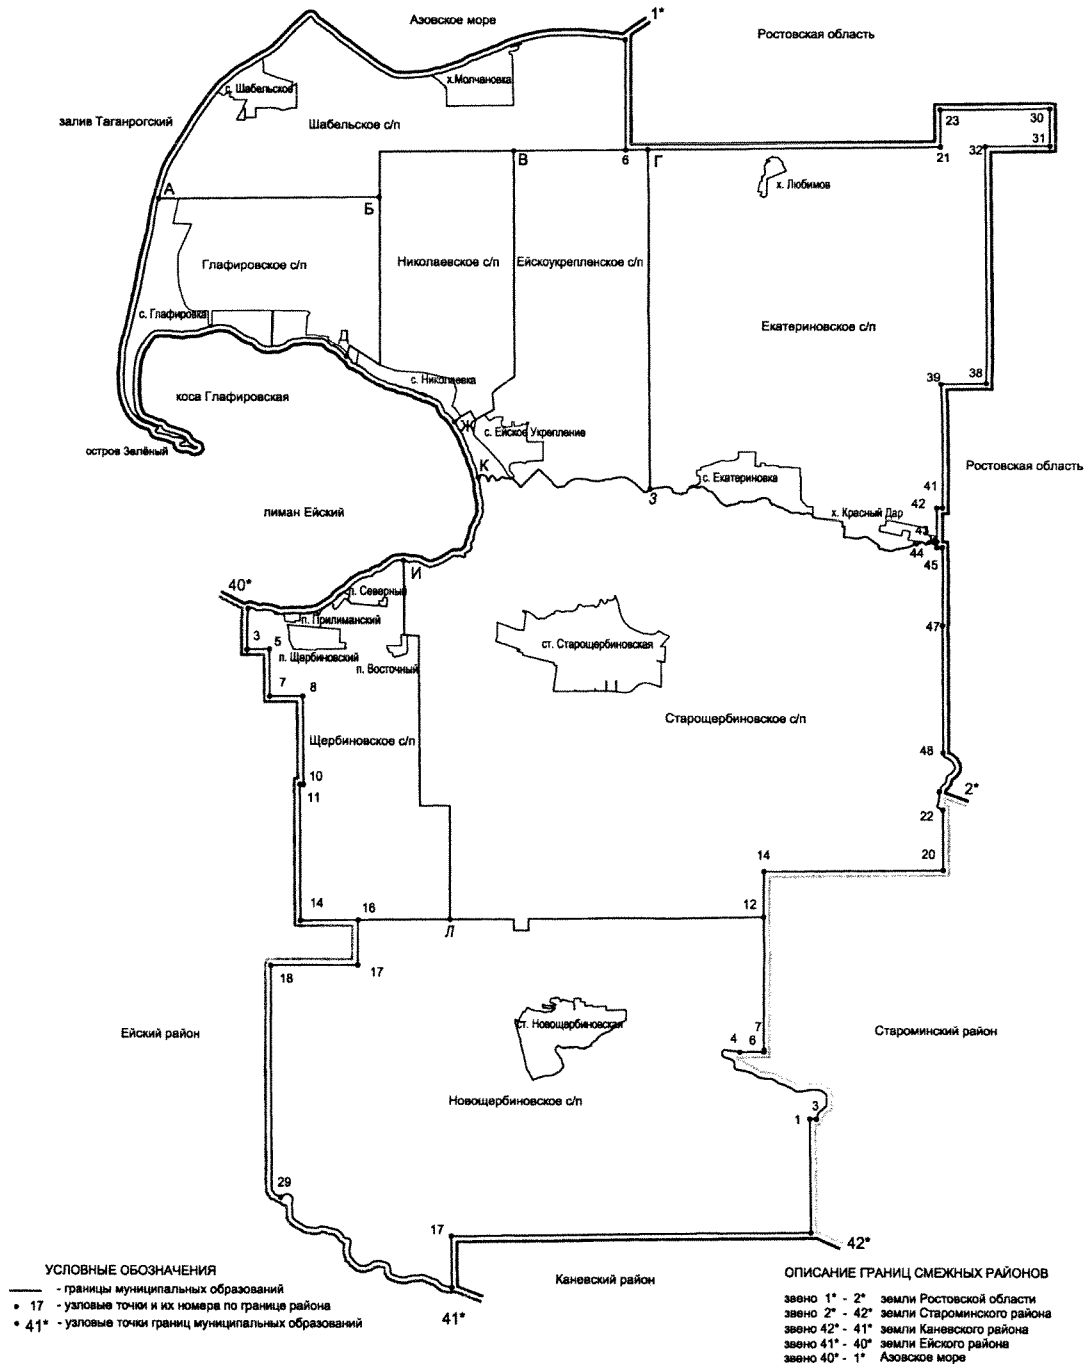 1*
Азовское море
Ростовская область
х.Молчановка
с. Шабельское
23
30
залив Таганрогский
Шабельское с/п
31
В
6
Г
21
32
А
х. Любимов
Б
Глафировское с/п
Николаевское с/п
Ейскоукрепленское с/п
с. Глафировка
Екатериновское с/п
Д
с. Николаевка
39
38
коса Глафировская
Ж
с. Ейское Укрепление
остров Зелёный
К
Ростовская область
с. Екатериновка
41
З
42
лиман Ейский
х. Красный Дар
43
44
45
И
40*
п. Северный
п. Прилиманский
47
3
5
п. Щербиновский
ст. Старощербиновская
п. Восточный
7
8
Старощербиновское с/п
Щербиновское с/п
48
10
2*
11
22
14
20
14
16
12
Л
18
17
ст. Новощербиновская
Ейский район
7
Староминский район
4
6
Новощербиновское с/п
3
1
29
17
42*
УСЛОВНЫЕ ОБОЗНАЧЕНИЯ
- границы муниципальных образований
17 - узловые точки и их номера по границе района
41* - узловые точки границ муниципальных образований
Каневский район
41*
ОПИСАНИЕ ГРАНИЦ СМЕЖНЫХ РАЙОНОВ
звено 1* - 2* земли Ростовской области
звено 2* - 42* земли Староминского района
звено 42* - 41* земли Каневского района
звено 41* - 40* земли Ейского района
звено 40* - 1* Азовское море